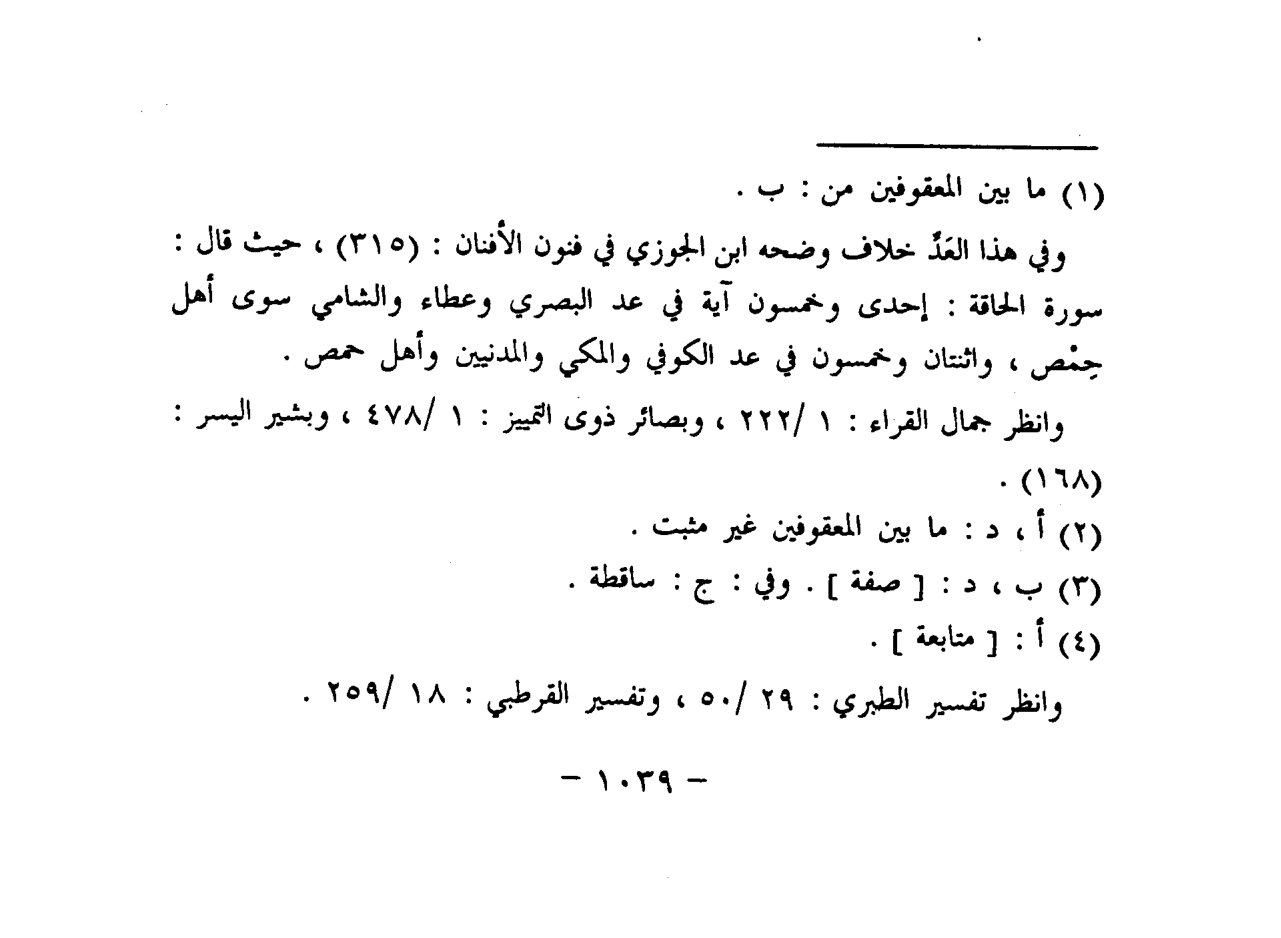 (١) ما بين المعقوفين من : ب .
وفي هذا العَدِّ خلاف وضحه ابن الجوزي في فنون الأفنان : (٣١٥) ، حيث قال :
سورة الحاقة : إحدى وخمسون آية في عد البصري وعطاء والشامي سوى أهل
حِمْص ، واثنتان وخمسون في عد الكوفي والمكي والمدنيين وأهل حمص .
وانظر جمال القراء : ١ /٢٢٢ ، وبصائر ذوى التمييز : ١ /٤٧٨ ، وبشير اليسر :
(١٦٨) .
(٢) أ ، د : ما بين المعقوفين غير مثبت .
(٣) ب ، د : [ صفة ] . وفي : ج : ساقطة .
(٤) أ : [ متابعة ] .
وانظر تفسير الطبري : ٢٩ /٥٠ ، وتفسير القرطبي : ١٨ /٢٥٩ .
– ١٠٣٩ –